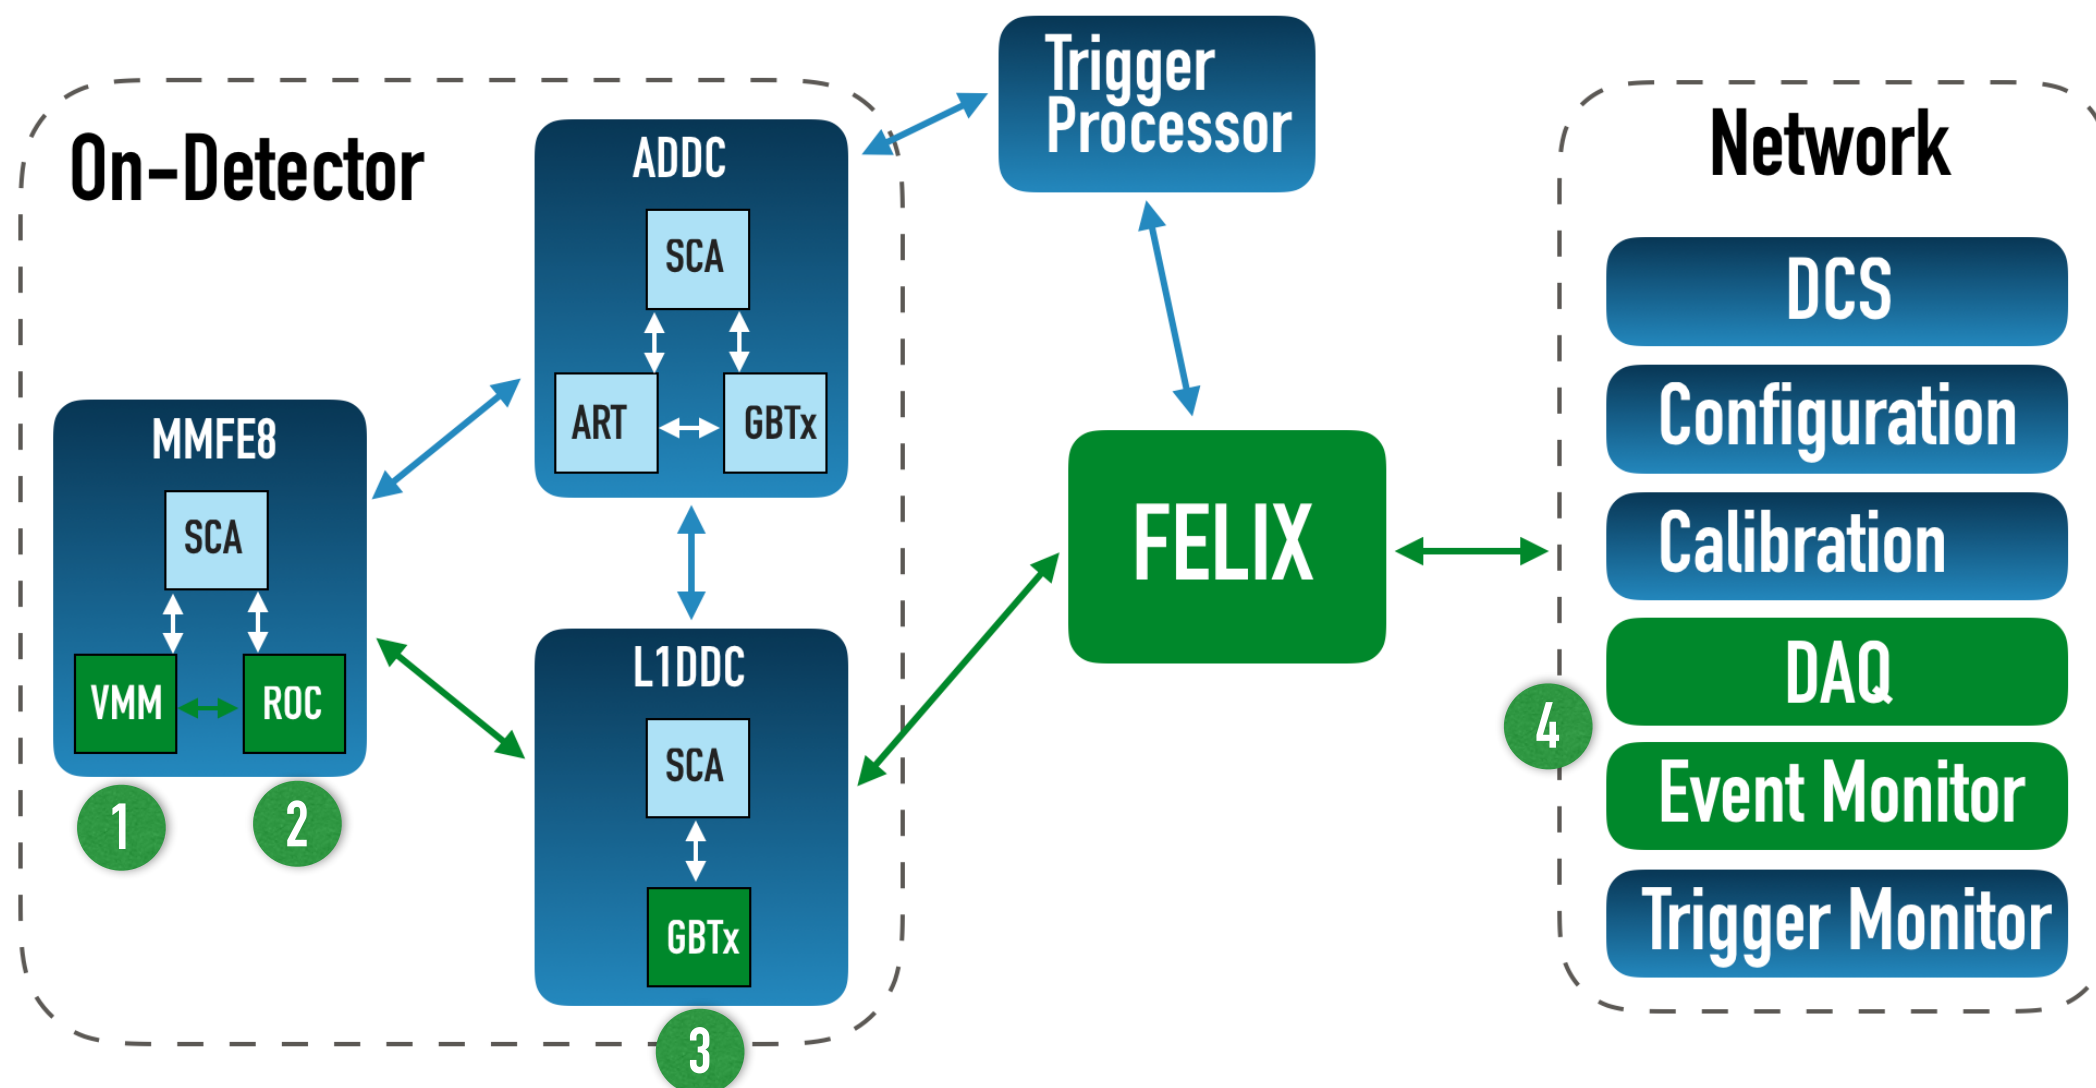 On-Detector
MMFE8
SCA
VMM
ROC
1
2
ADDC
SCA
ART
GBTx
L1DDC
SCA
GBTx
3
Trigger
Processor
FELIX
Network
DCS
Configuration
Calibration
DAQ
4
Event Monitor
Trigger Monitor